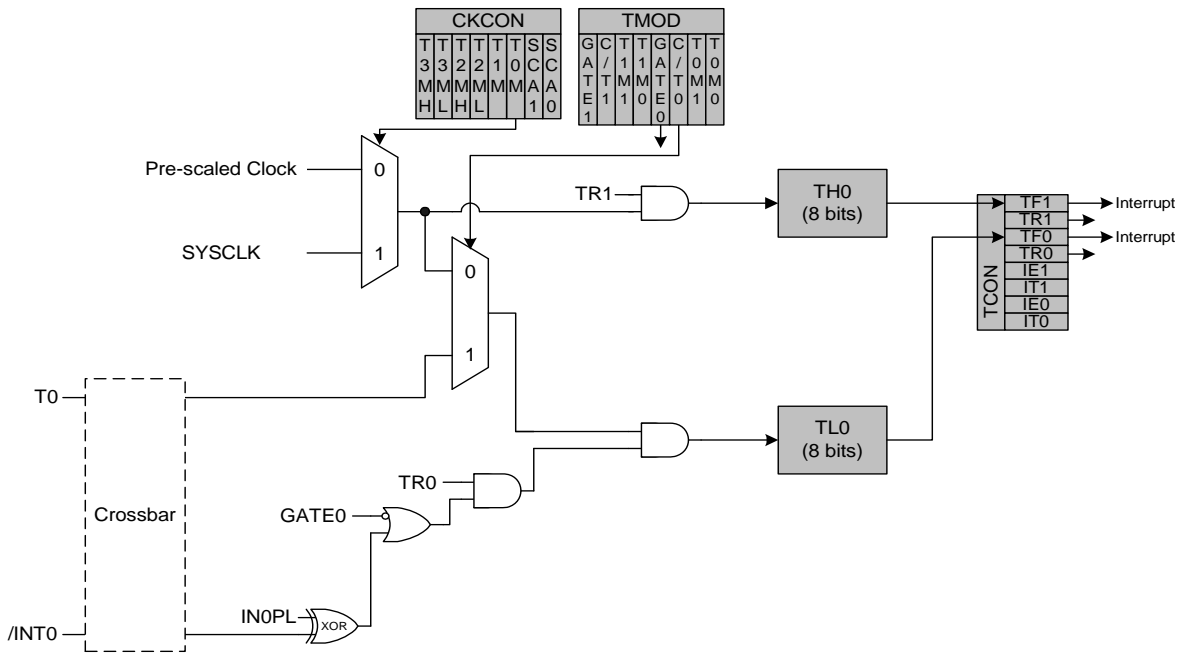 CKCON
TMOD
T3MH
T3ML
T2MH
T2ML
T1M
T0M
SCA1
SCA0
GATE1
C/T1
T1M1
T1M0
GATE0
C/T0
T0M1
T0M0
Pre-scaled Clock
0
SYSCLK
1
TR1
TH0
(8 bits)
TCON
TF1
TR1
TF0
TR0
IE1
IT1
IE0
IT0
Interrupt
Interrupt
0
1
T0
Crossbar
TL0
(8 bits)
TR0
GATE0
IN0PL
XOR
/INT0